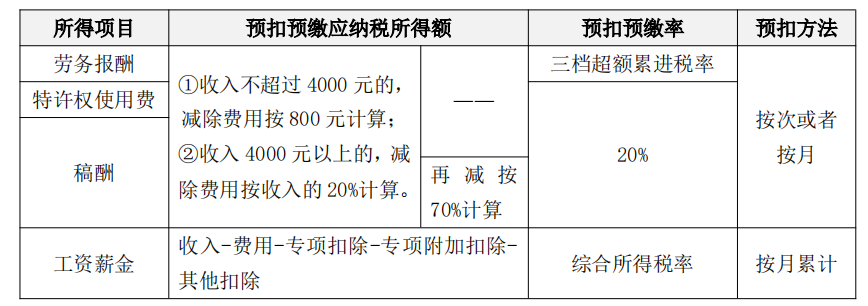 所得项目 预扣预缴应纳税所得额 预扣预缴率 预扣方法
劳务报酬
特许权使用费
稿酬
①收入不超过 4000 元的，
减除费用按 800 元计算；
②收入 4000 元以上的，减
除费用按收入的 20%计算。
——
再减按
70%计算
三档超额累进税率
20%
按次或者
按月
工资薪金
收入-费用-专项扣除-专项附加扣除-
其他扣除
综合所得税率
按月累计